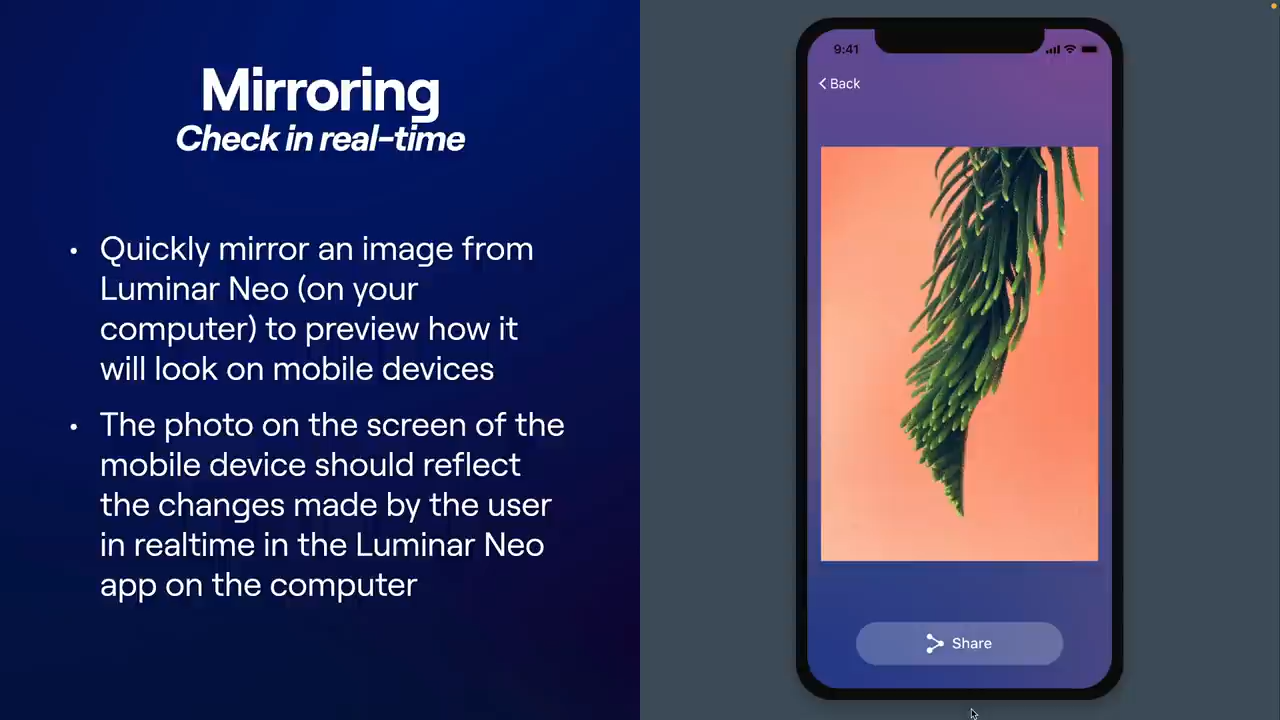 Mirroring
Check in real-time
• Quickly mirror an image from
Luminar Neo (on your
computer) to preview how it
will look on mobile devices
• The photo on the screen of the
mobile device should reflect
the changes made by the user
in realtime in the Luminar Neo
app on the computer
9:41
Back
Share